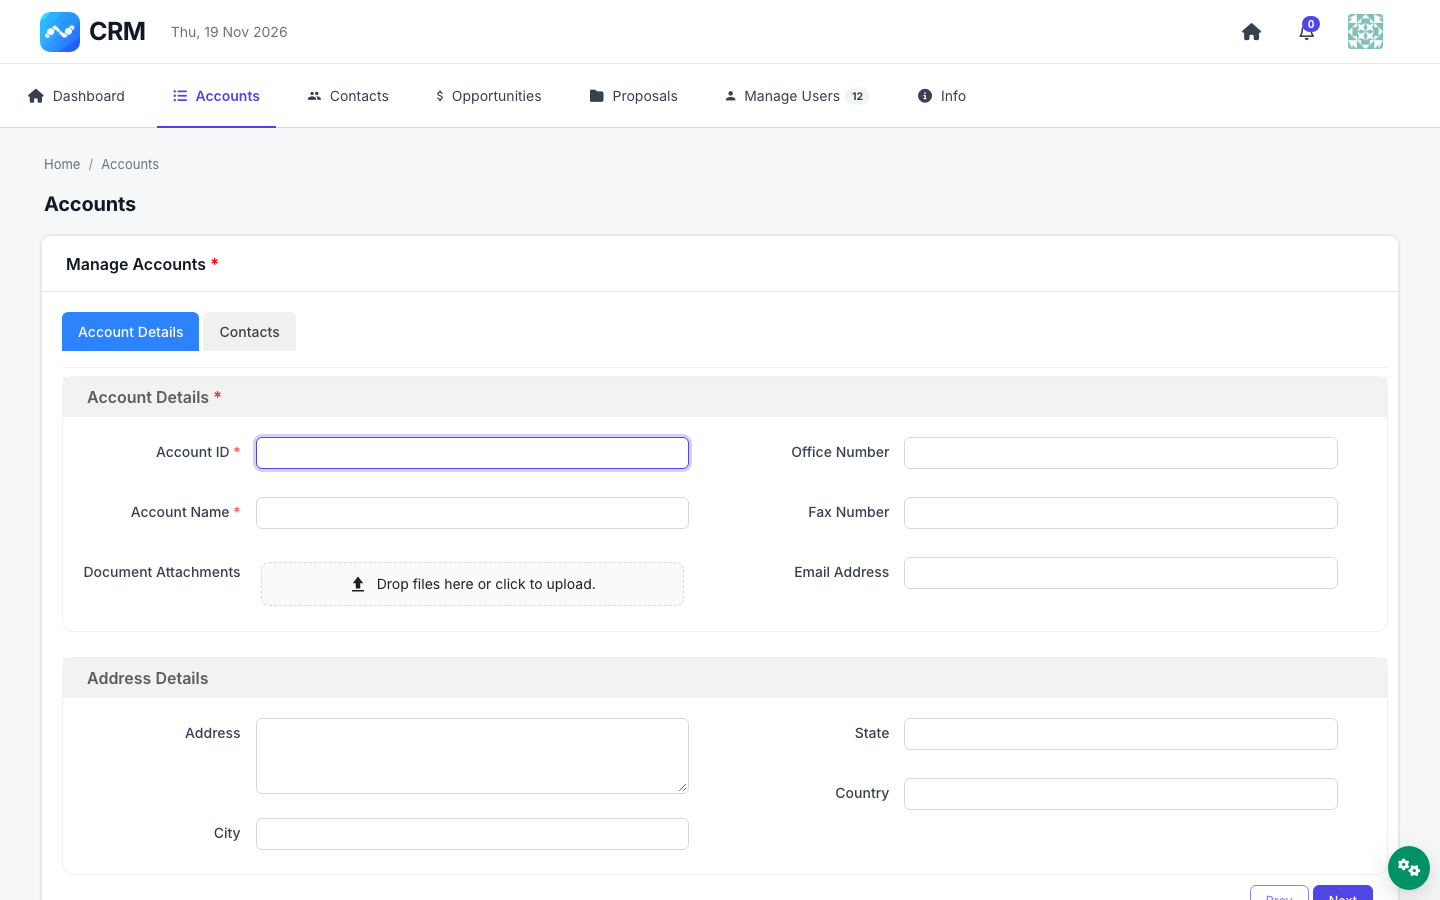 CRM
Thu, 19 Nov 2026
0
Dashboard
Accounts
Contacts
Opportunities
Proposals
Manage Users 12
Info
Home / Accounts
Accounts
Manage Accounts *
Account Details
Contacts
Account Details *
Account ID *
Office Number
Account Name *
Fax Number
Document Attachments
Drop files here or click to upload.
Email Address
Address Details
Address
State
Country
City
Prev
Next